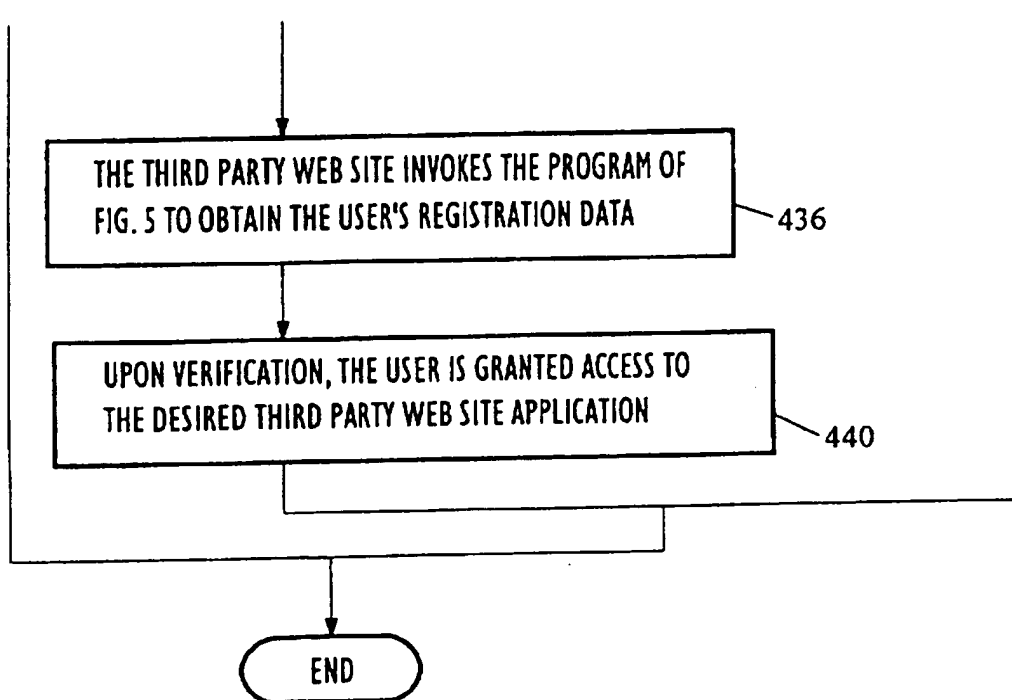 THE THIRD PARTY WEB SITE INVOKES THE PROGRAM OF
FIG. 5 TO OBTAIN THE USER'S REGISTRATION DATA
436
UPON VERIFICATION, THE USER IS GRANTED ACCESS TO
THE DESIRED THIRD PARTY WEB SITE APPLICATION
440
END